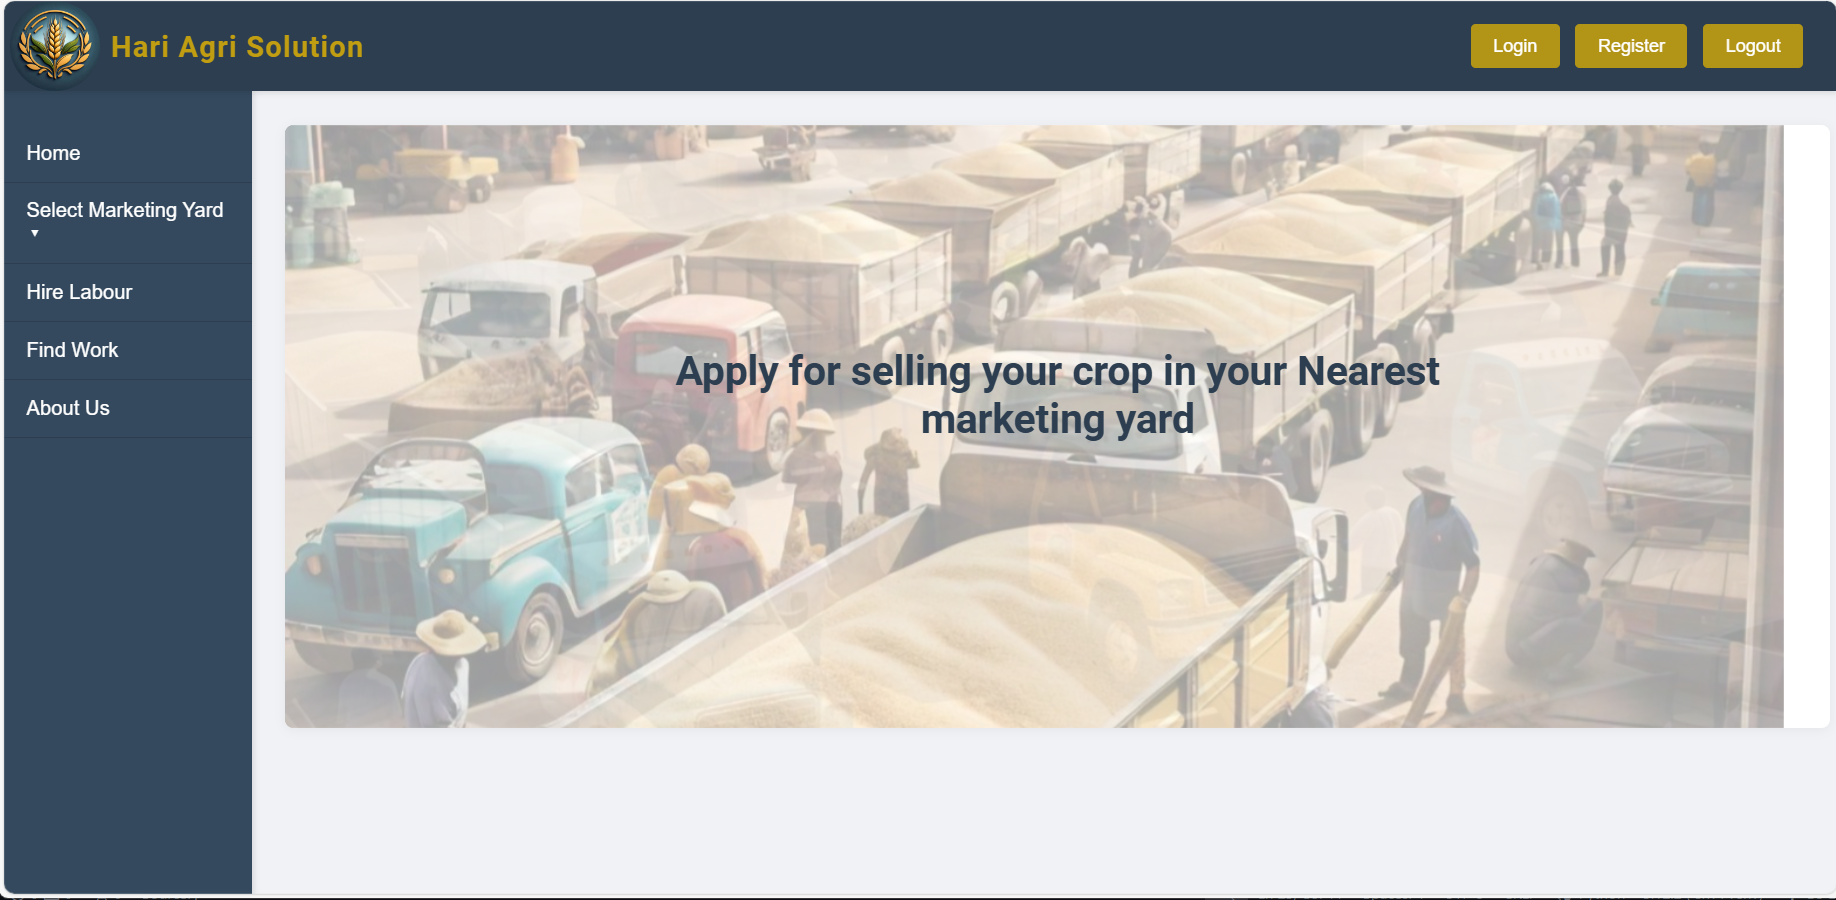 Hari Agri Solution
Login
Register
Logout
Home
Select Marketing Yard
▼
Hire Labour
Find Work
About Us
Apply for selling your crop in your Nearest
marketing yard